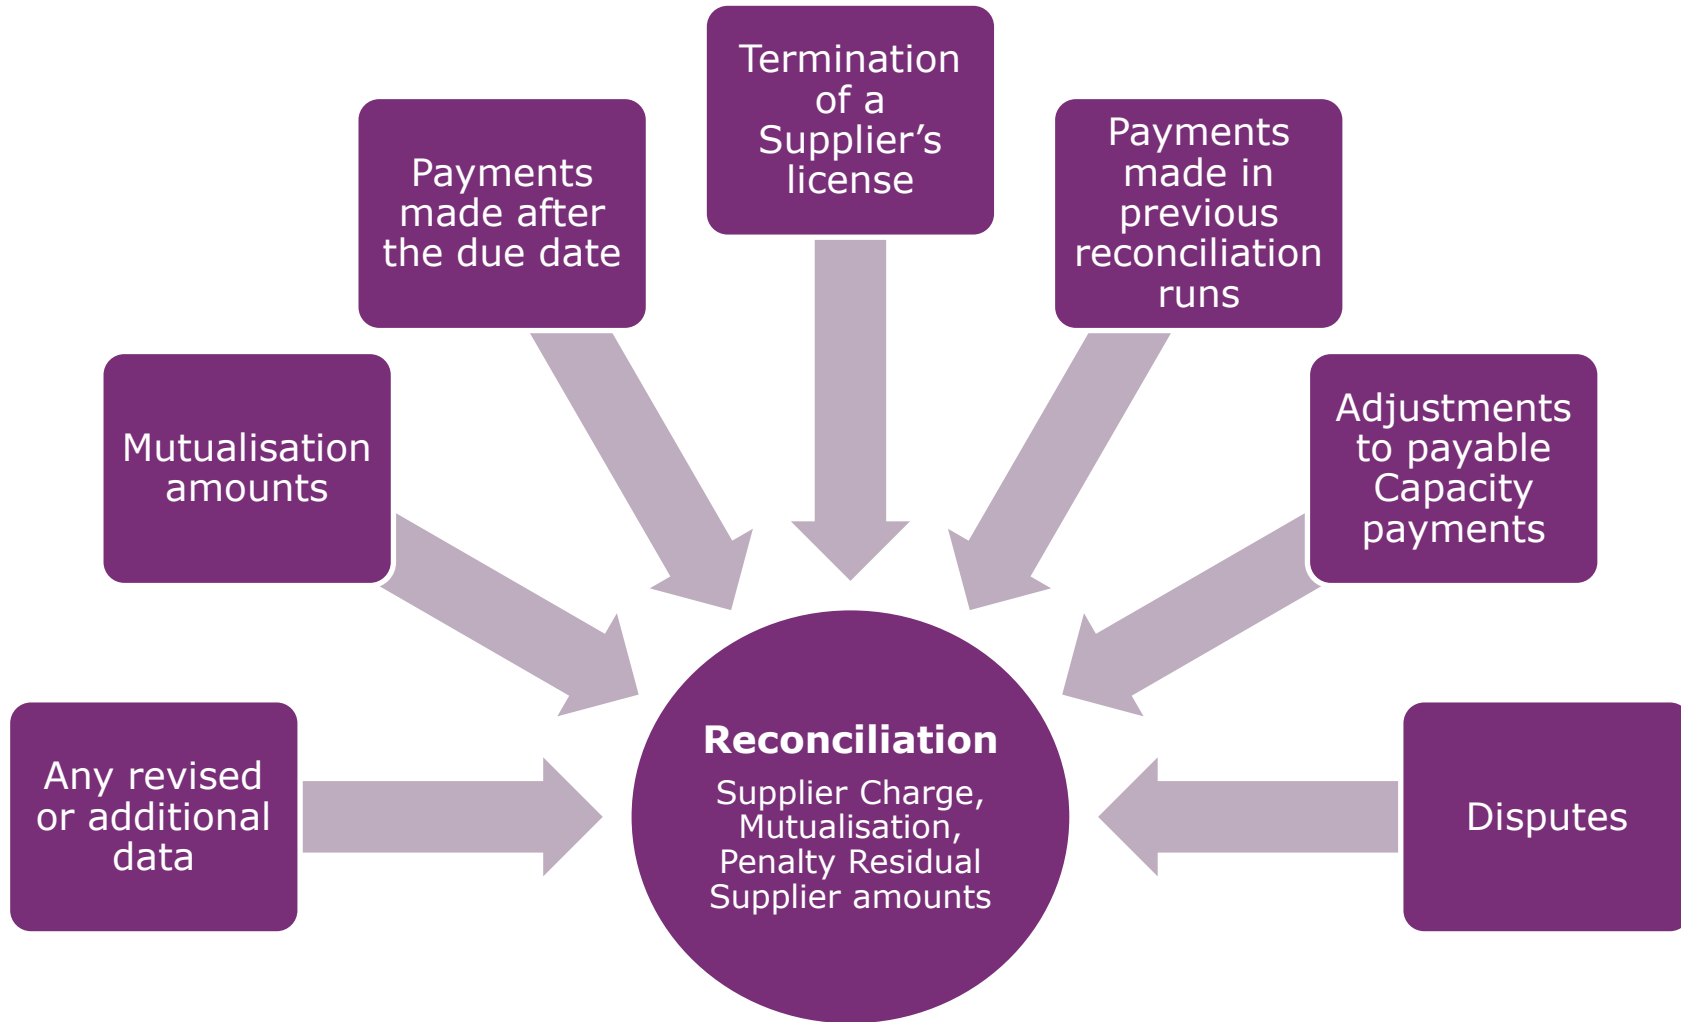 Termination
of a
Supplier’s
license
Payments
made after
the due date
Payments
made in
previous
reconciliation
runs
Mutualisation
amounts
Adjustments
to payable
Capacity
payments
Any revised
or additional
data
Reconciliation
Supplier Charge,
Mutualisation,
Penalty Residual
Supplier amounts
Disputes